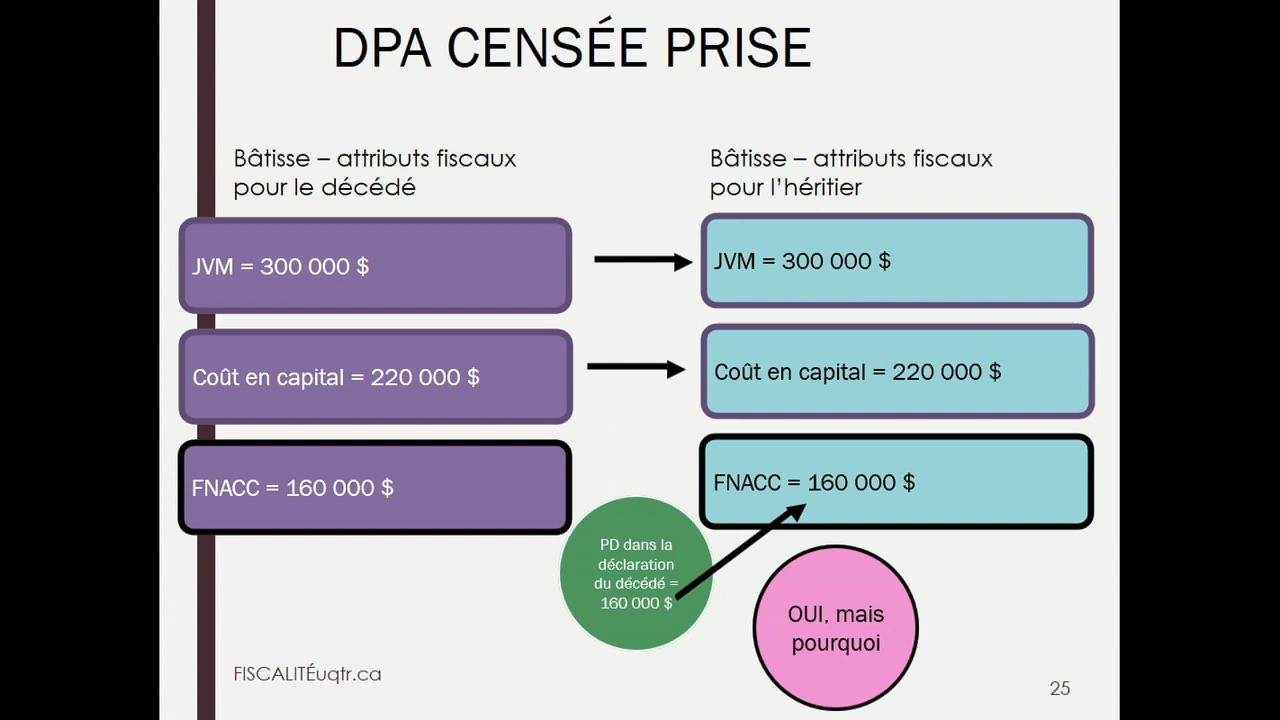 DPA CENSÉE PRISE
Bâtisse – attributs fiscaux
pour le décédé
JVM = 300 000 $
Coût en capital = 220 000 $
FNACC = 160 000 $
Bâtisse – attributs fiscaux
pour l’héritier
JVM = 300 000 $
Coût en capital = 220 000 $
FNACC = 160 000 $
PD dans la
déclaration
du décédé =
160 000 $
OUI, mais
pourquoi
FISCALITÉuqtr.ca
25